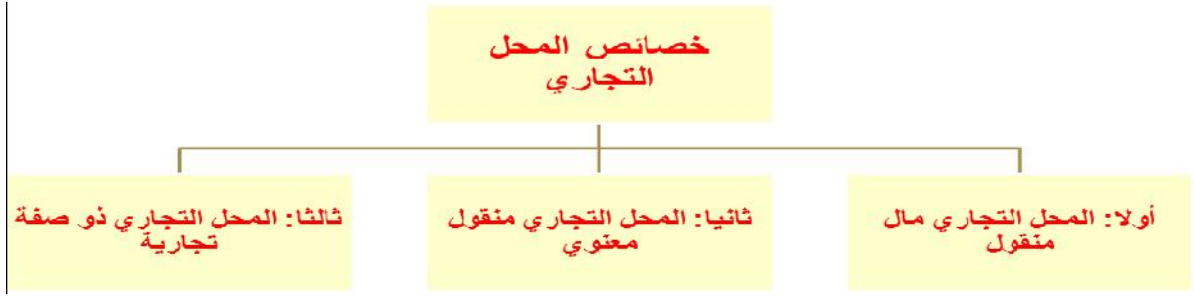 خصائص المحل
التجاري
أولا: المحل التجاري مال
منقول
ثانيا: المحل التجاري منقول
معنوي
ثالثا: المحل التجاري ذو صفة
تجارية